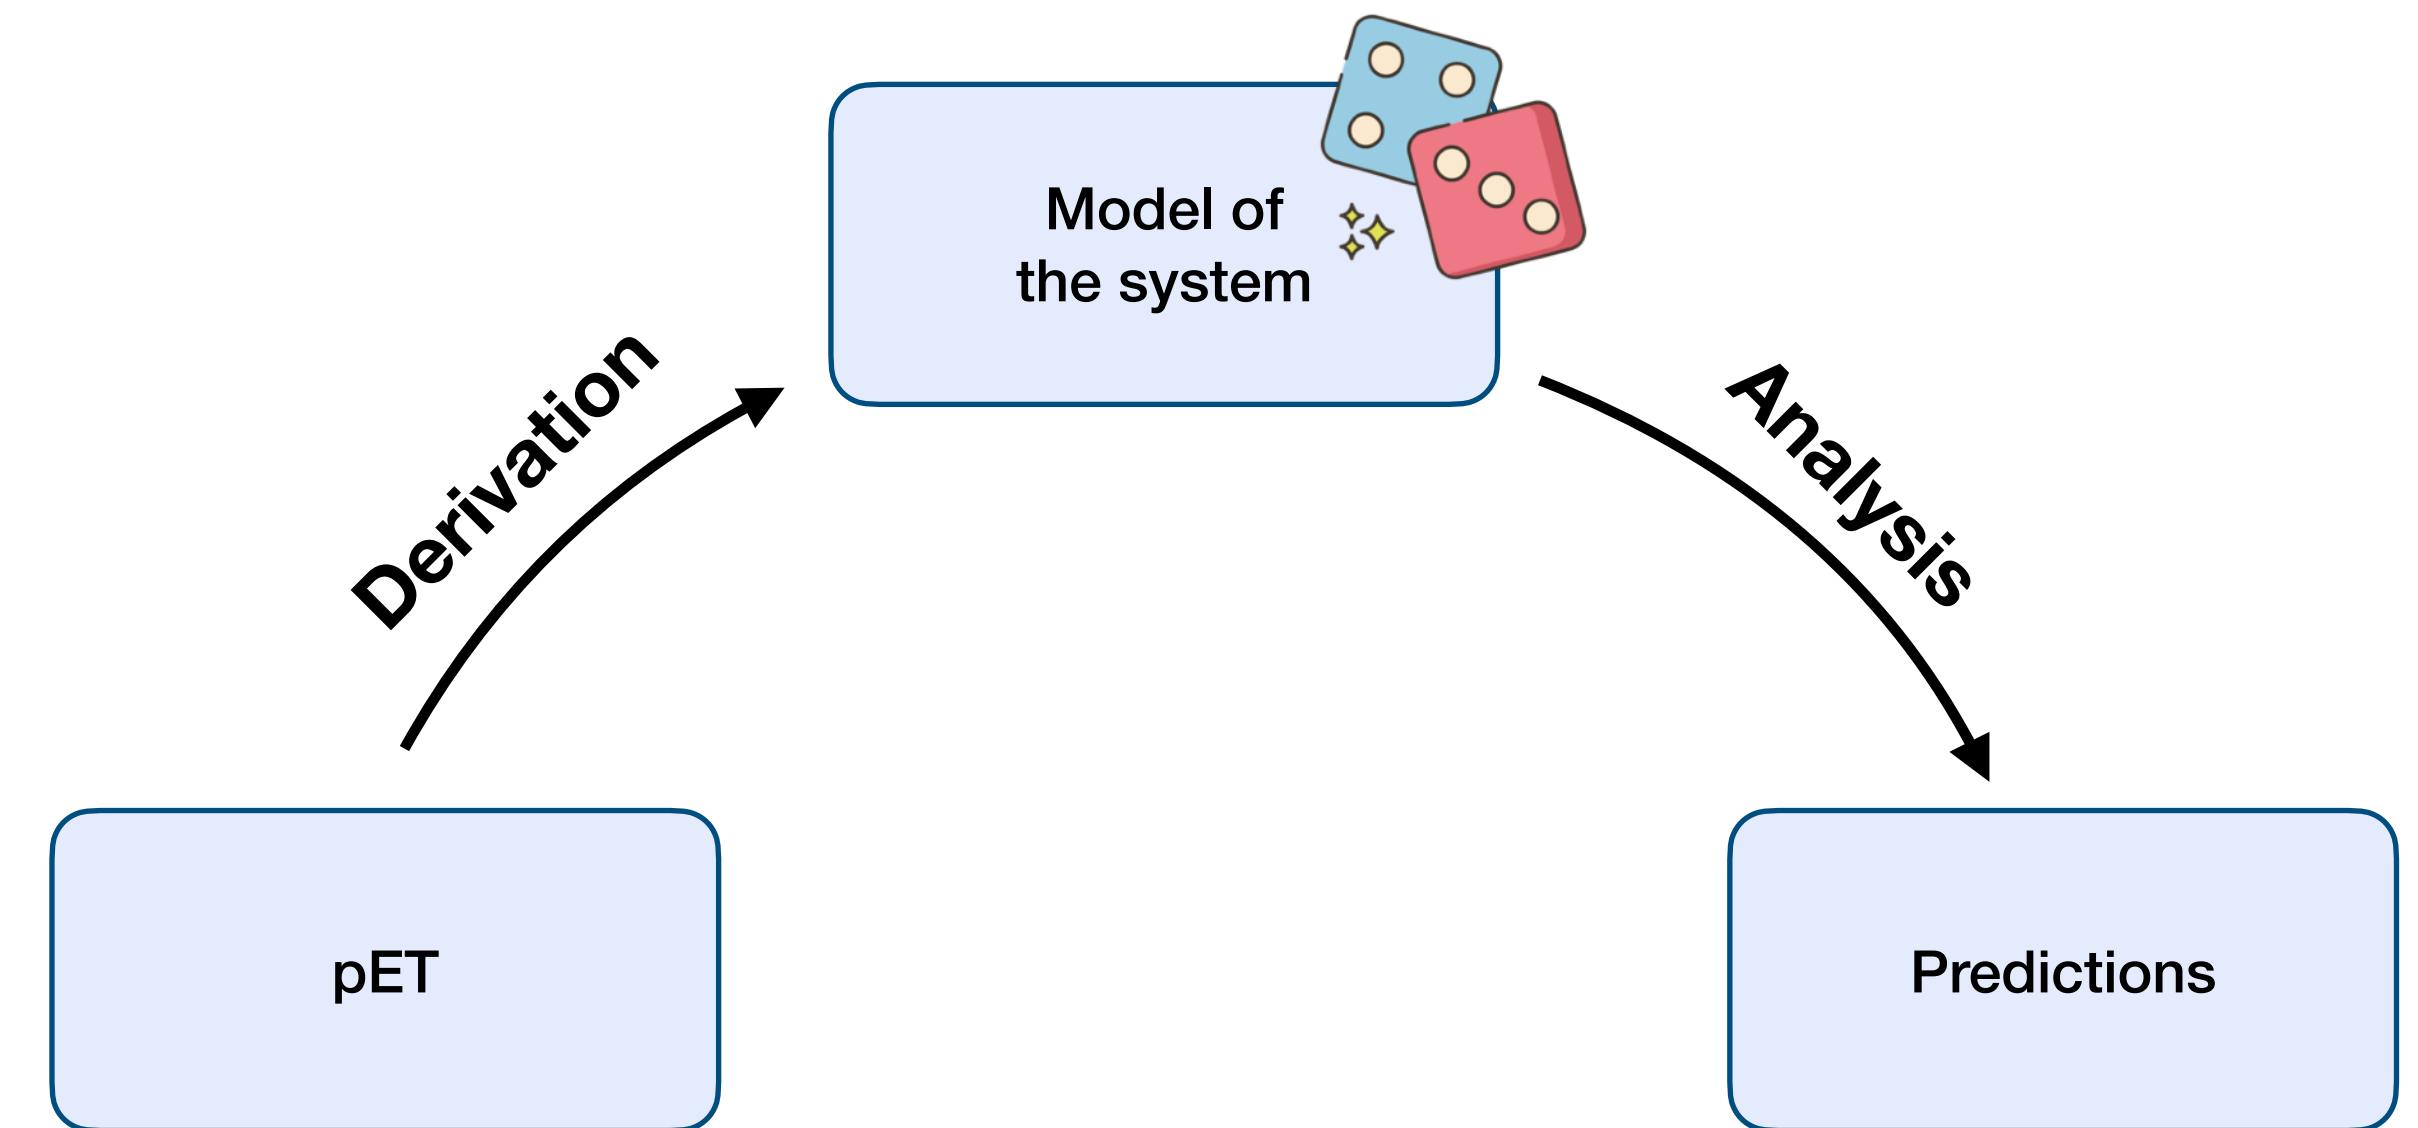 Model of
the system
Derivation
Analysis
pET
Predictions